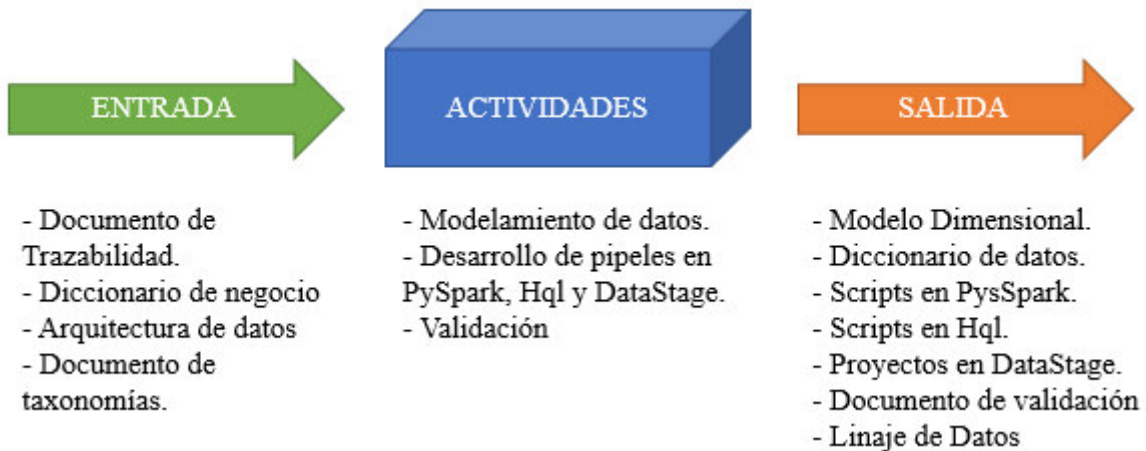 ENTRADA
- Documento de
Trazabilidad.
- Diccionario de negocio
- Arquitectura de datos
- Documento de
taxonomías.
ACTIVIDADES
- Modelamiento de datos.
- Desarrollo de pipeles en
PySpark, Hql y DataStage.
- Validación
SALIDA
- Modelo Dimensional.
- Diccionario de datos.
- Scripts en PysSpark.
- Scripts en Hql.
- Proyectos en DataStage.
- Documento de validación
- Linaje de Datos